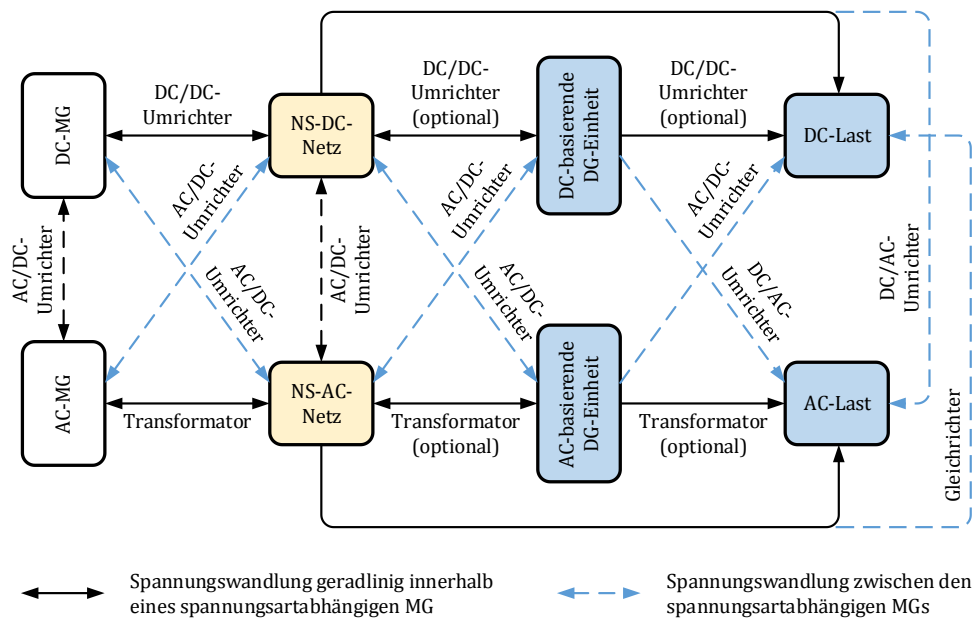 DC/DC-
Umrichter
DC/DC-
Umrichter
(optional)
DC/DC-
Umrichter
(optional)
DC-MG
NS-DC-
Netz
DC-basierende
DG-Einheit
DC-Last
AC/DC-
Umrichter
AC/DC-
Umrichter
AC/DC-
Umrichter
AC/DC-
Umrichter
AC/DC-
Umrichter
AC/DC-
Umrichter
AC/DC-
Umrichter
DC/AC-
Umrichter
DC/AC-
Umrichter
AC-MG
Transformator
NS-AC-
Netz
Transformator
(optional)
AC-basierende
DG-Einheit
Transformator
(optional)
AC-Last
Gleichrichter
Spannungswandlung geradlinig innerhalb
eines spannungsartabhängigen MG
Spannungswandlung zwischen den
spannungsartabhängigen MGs